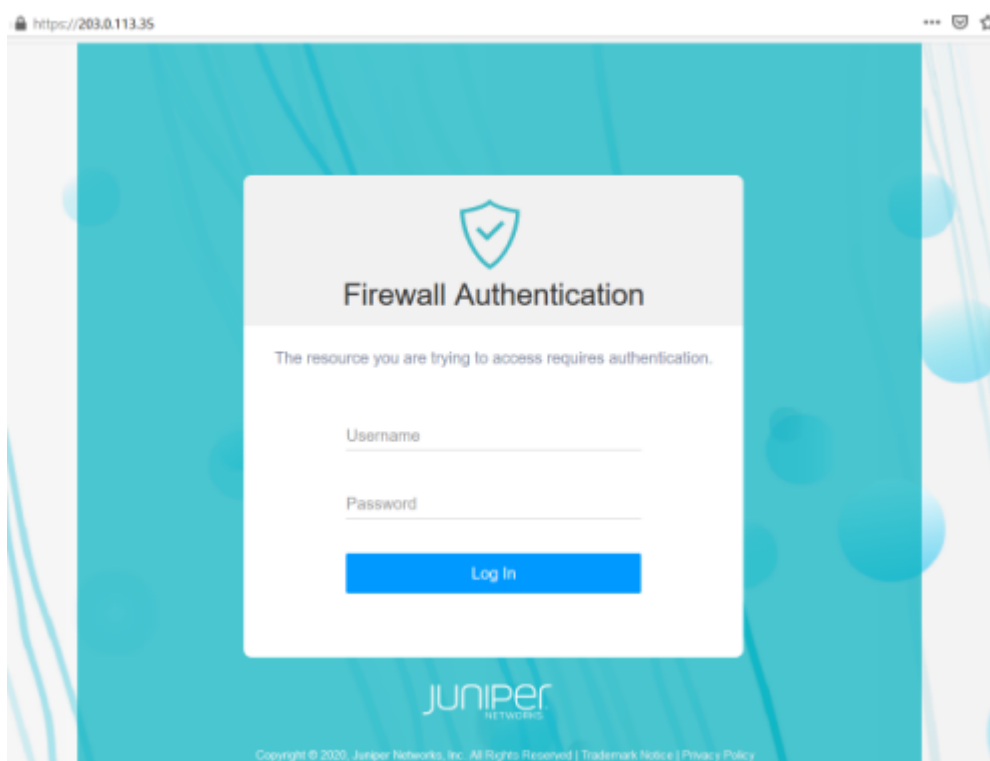 https://203.0.113.35
Firewall Authentication
The resource you are trying to access requires authentication.
Username
Password
Log In
JUNIPER
NETWORKS
Copyright © 2020, Juniper Networks, Inc. All Rights Reserved | Trademark Notice | Privacy Policy